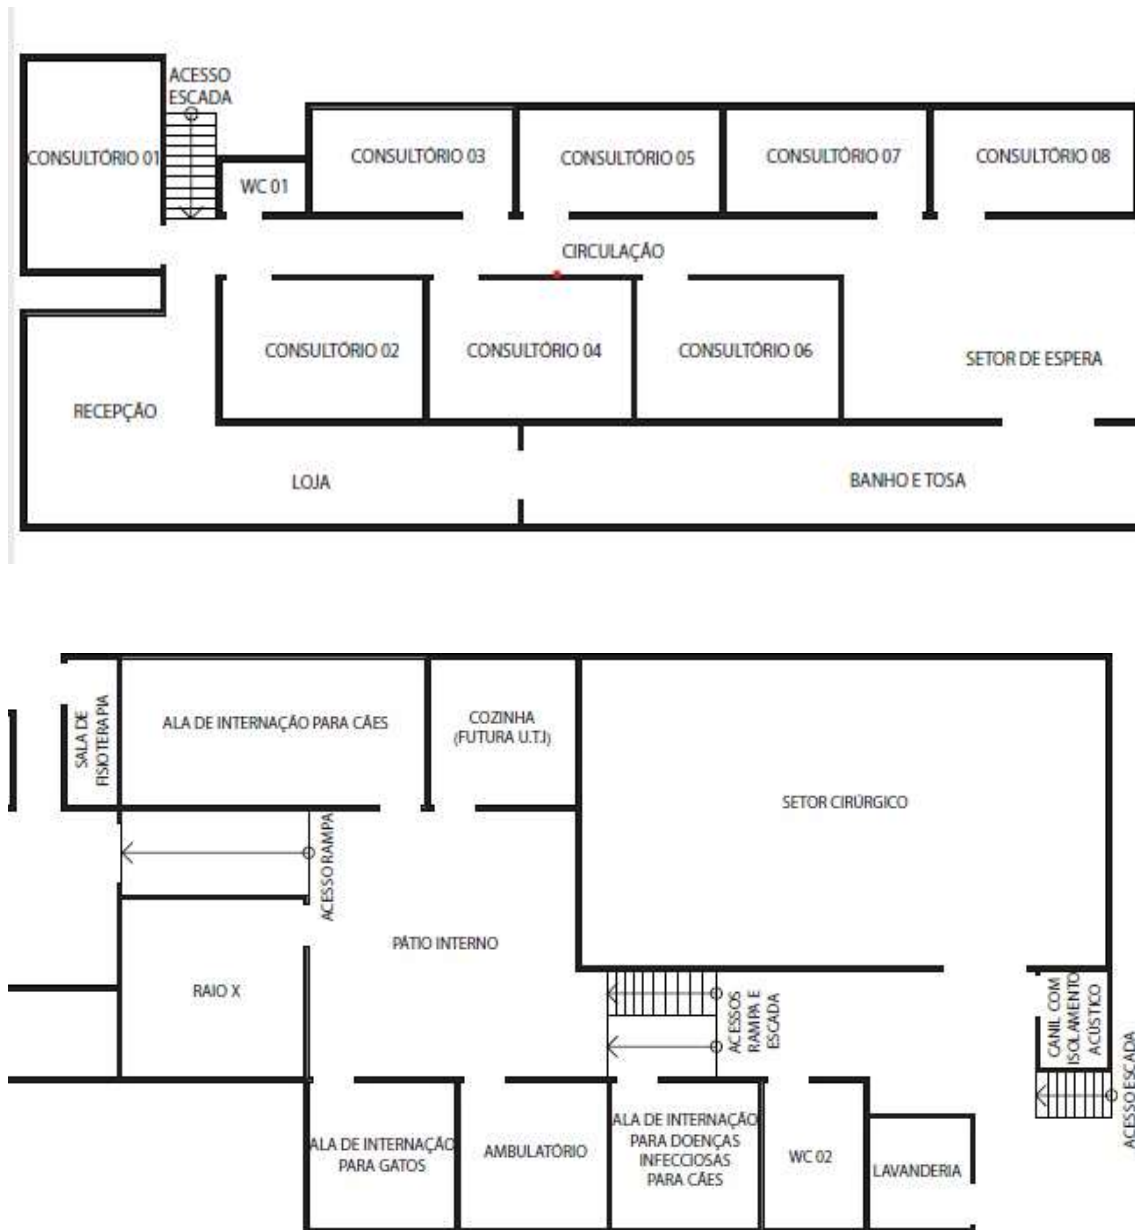 ACESSO
ESCADA
CONSULTÓRIO 01
WC 01
CONSULTÓRIO 03
CONSULTÓRIO 05
CONSULTÓRIO 07
CONSULTÓRIO 08
CIRCULAÇÃO
CONSULTÓRIO 02
CONSULTÓRIO 04
CONSULTÓRIO 06
SETOR DE ESPERA
RECEPÇÃO
LOJA
BANHO E TOSA
SALA DE
FISIOTERAPIA
ALA DE INTERNAÇÃO PARA CÃES
COZINHA
(FUTURA U.T.I)
SETOR CIRÚRGICO
ACESSO RAMPA
PÁTIO INTERNO
RAIO X
ACESSOS
RAMPA E
ESCADA
CANIL COM
ISOLAMENTO
ACÚSTICO
ACESSO ESCADA
ALA DE INTERNAÇÃO
PARA GATOS
AMBULATÓRIO
ALA DE INTERNAÇÃO
PARA DOENÇAS
INFECCIOSAS
PARA CÃES
WC 02
LAVANDERIA